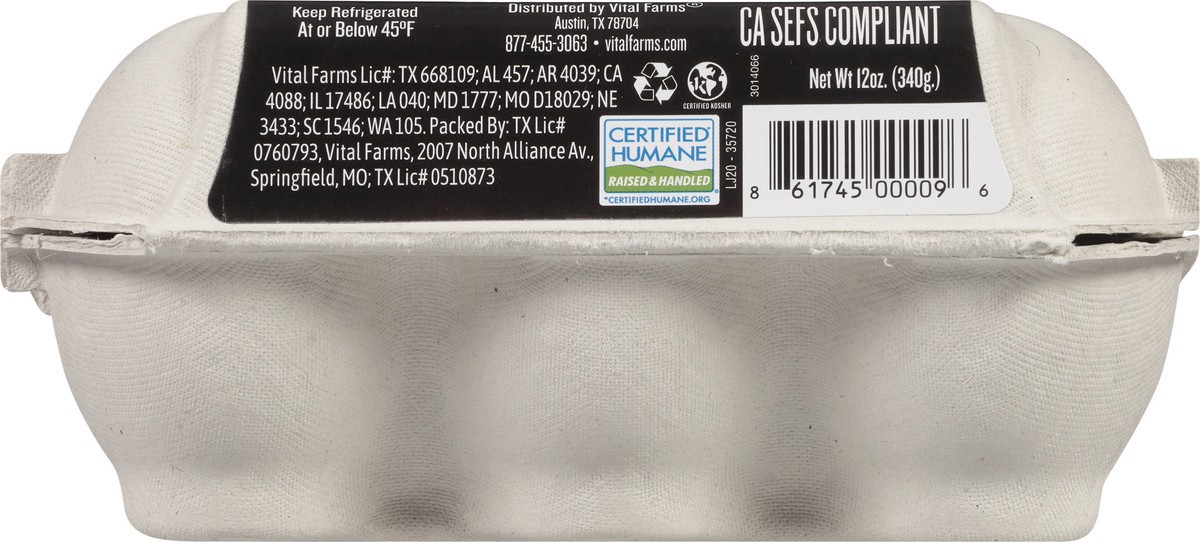 Keep Refrigerated
At or Below 45ºF
Distributed by Vital Farms®
Austin, TX 78704
877-455-3063 • vitalfarms.com
Vital Farms Lic#: TX 668109; AL 457; AR 4039; CA
4088; IL 17486; LA 040; MD 1777; MO D18029; NE
3433; SC 1546; WA 105. Packed By: TX Lic#
0760793, Vital Farms, 2007 North Alliance Av.,
Springfield, MO; TX Lic# 0510873
k
CERTIFIED KOSHER
CERTIFIED
HUMANE
RAISED & HANDLED
*CERTIFIEDHUMANE.ORG
CA SEFS COMPLIANT
Net Wt 12oz. (340g.)
3014066
LJ20 - 35720
8 61745 00009 6